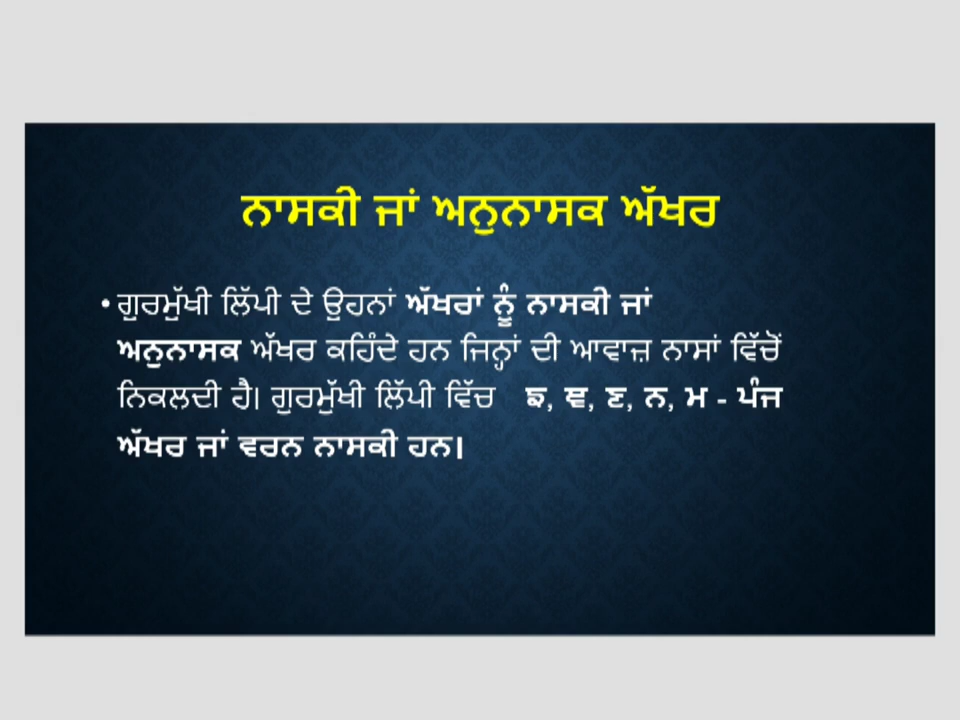 ਨਾਸਕੀ ਜਾਂ ਅਨੁਨਾਸਕ ਅੱਖਰ
• ਗੁਰਮੁੱਖੀ ਲਿੱਪੀ ਦੇ ਉਹਨਾਂ ਅੱਖਰਾਂ ਨੂੰ ਨਾਸਕੀ ਜਾਂ
ਅਨੁਨਾਸਕ ਅੱਖਰ ਕਹਿੰਦੇ ਹਨ ਜਿਨ੍ਹਾਂ ਦੀ ਆਵਾਜ਼ ਨਾਸਾਂ ਵਿੱਚੋਂ
ਨਿਕਲਦੀ ਹੈ। ਗੁਰਮੁੱਖੀ ਲਿੱਪੀ ਵਿੱਚ ਙ, ਞ, ਣ, ਨ, ਮ - ਪੰਜ
ਅੱਖਰ ਜਾਂ ਵਰਨ ਨਾਸਕੀ ਹਨ।